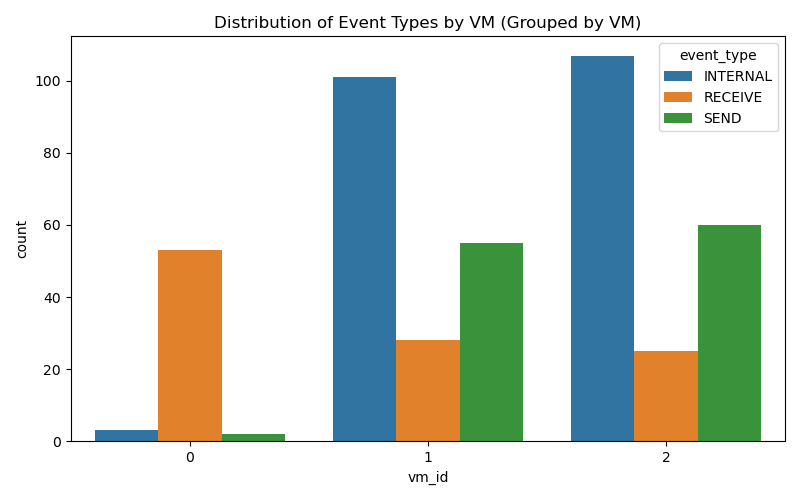 Distribution of Event Types by VM (Grouped by VM)
event_type
INTERNAL
RECEIVE
SEND
count
100
80
60
40
20
0
0 1 2
vm_id